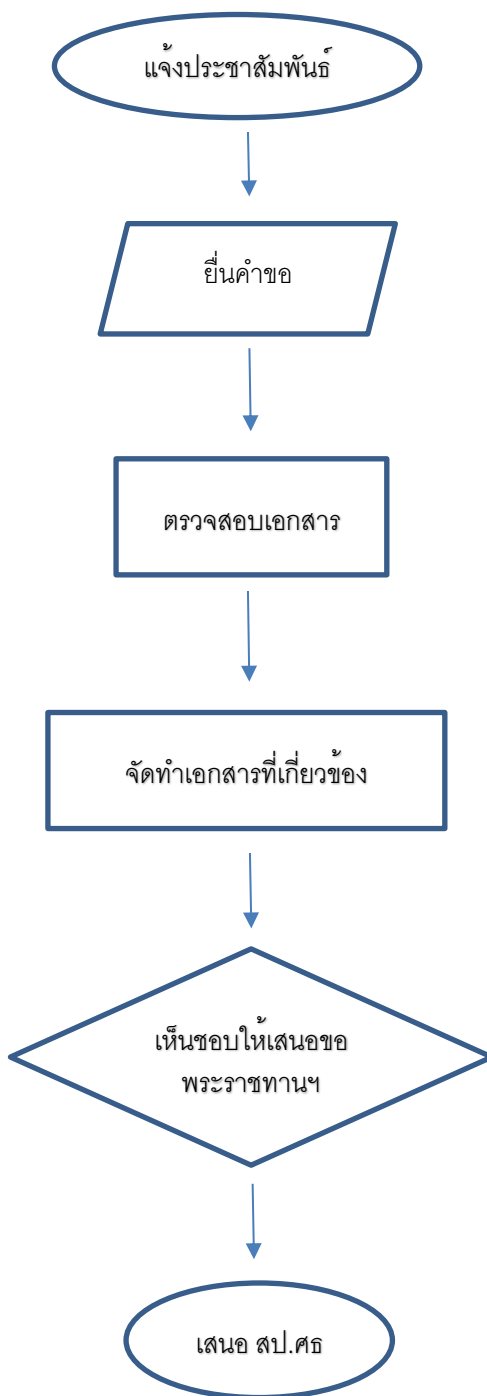 แจ้งประชาสัมพันธ์
ยื่นคำขอ
ตรวจสอบเอกสาร
จัดทำเอกสารที่เกี่ยวข้อง
เห็นชอบให้เสนอขอ
พระราชทานฯ
เสนอ สป.ศธ